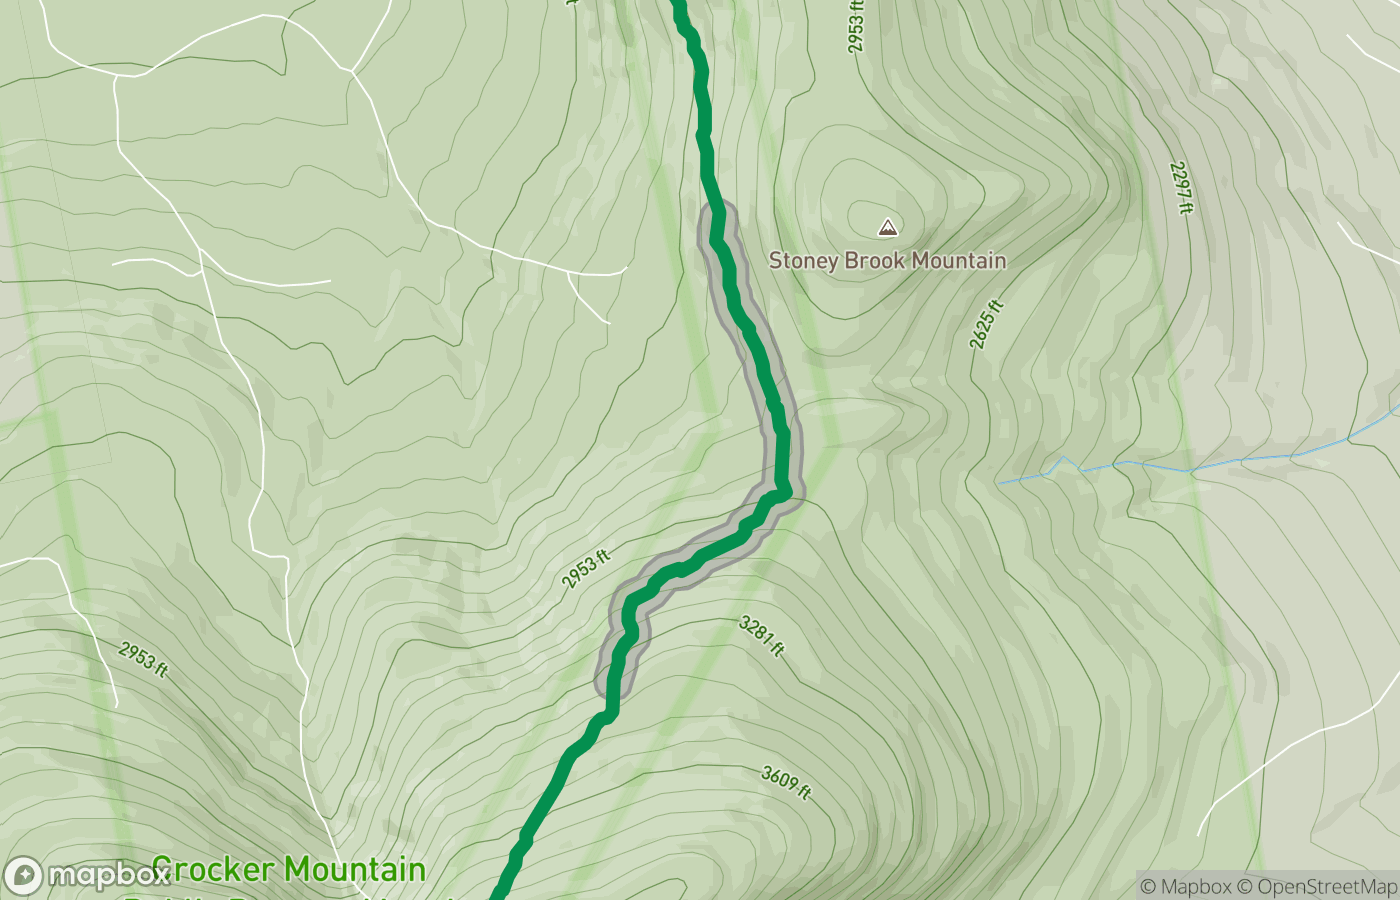 2953 ft
2297 ft
Stoney Brook Mountain
2625 ft
2953 ft
3281 ft
2953 ft
3609 ft
Crocker Mountain
mapbox
© Mapbox © OpenStreetMap